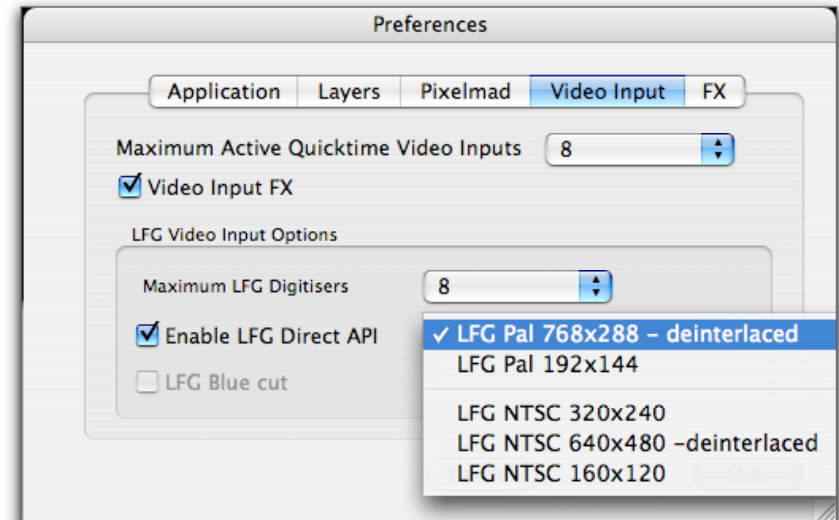 Preferences
Application Layers Pixelmad Video Input FX
Maximum Active Quicktime Video Inputs 8
Video Input FX
LFG Video Input Options
Maximum LFG Digitisers 8
Enable LFG Direct API
LFG Pal 768x288 – deinterlaced
LFG Pal 192x144
LFG Blue cut
LFG NTSC 320x240
LFG NTSC 640x480 –deinterlaced
LFG NTSC 160x120
OK